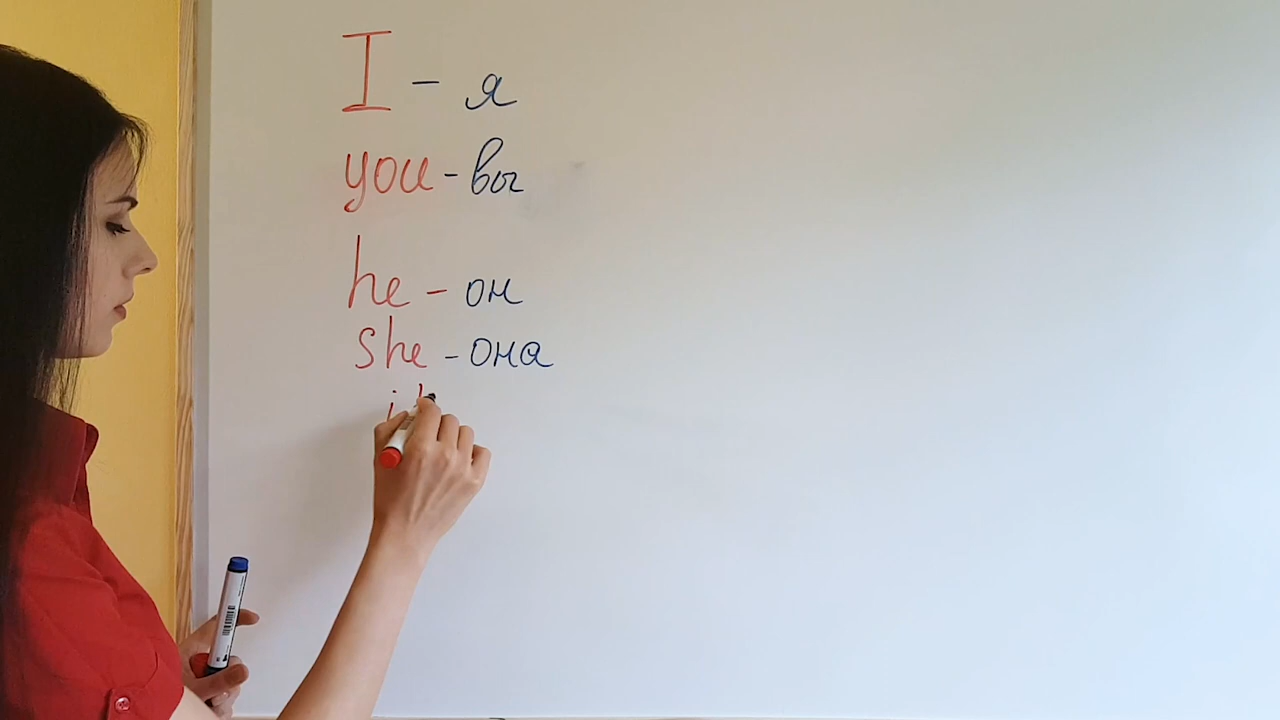 I - я
you - вы
he - он
she - она